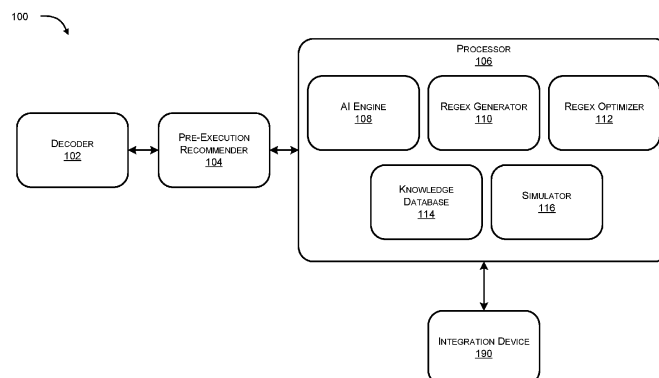 100
PROCESSOR
106
AI ENGINE
108
REGEX GENERATOR
110
REGEX OPTIMIZER
112
DECODER
102
PRE-EXECUTION
RECOMMENDER
104
KNOWLEDGE
DATABASE
114
SIMULATOR
116
INTEGRATION DEVICE
190